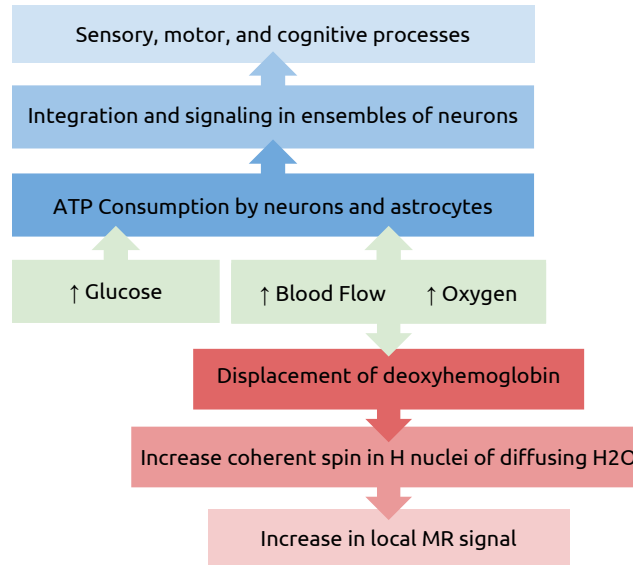 Sensory, motor, and cognitive processes
Integration and signaling in ensembles of neurons
ATP Consumption by neurons and astrocytes
↑ Glucose
↑ Blood Flow ↑ Oxygen
Displacement of deoxyhemoglobin
Increase coherent spin in H nuclei of diffusing H2O
Increase in local MR signal